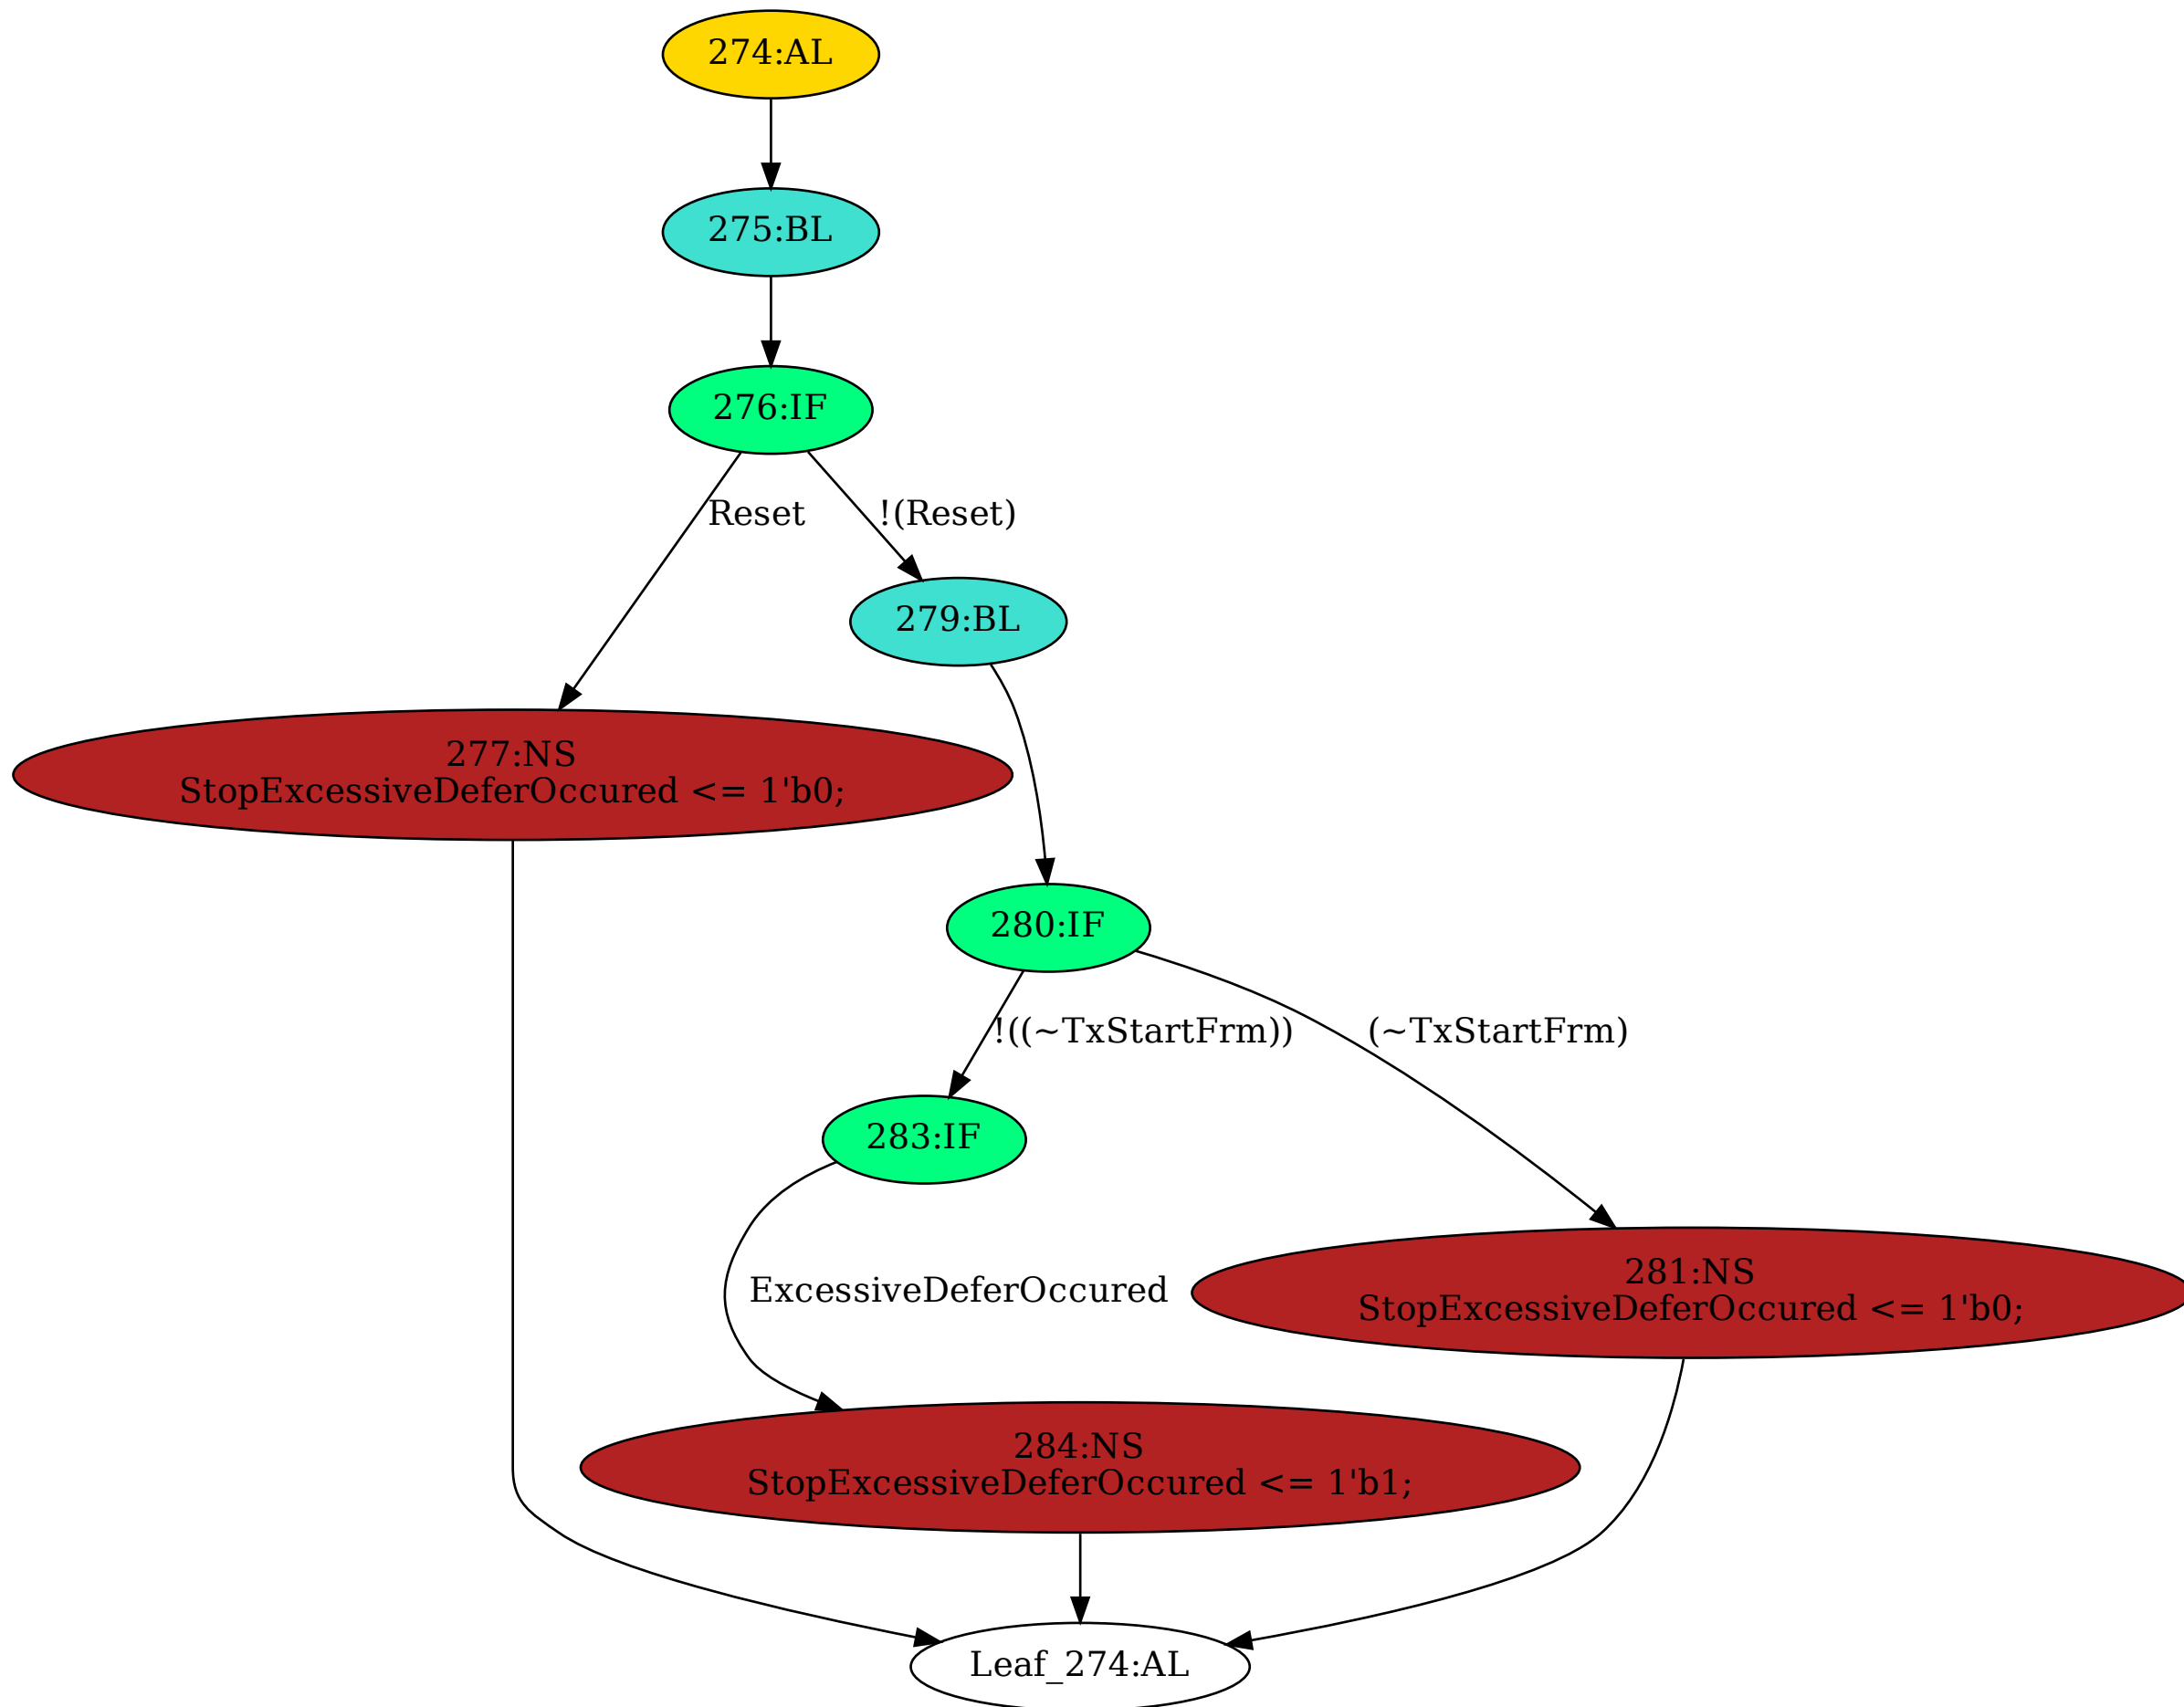 274:AL
275:BL
276:IF
Reset
!(Reset)
279:BL
277:NS
StopExcessiveDeferOccured <= 1'b0;
280:IF
!((~TxStartFrm))
(~TxStartFrm)
283:IF
ExcessiveDeferOccured
281:NS
StopExcessiveDeferOccured <= 1'b0;
284:NS
StopExcessiveDeferOccured <= 1'b1;
Leaf_274:AL